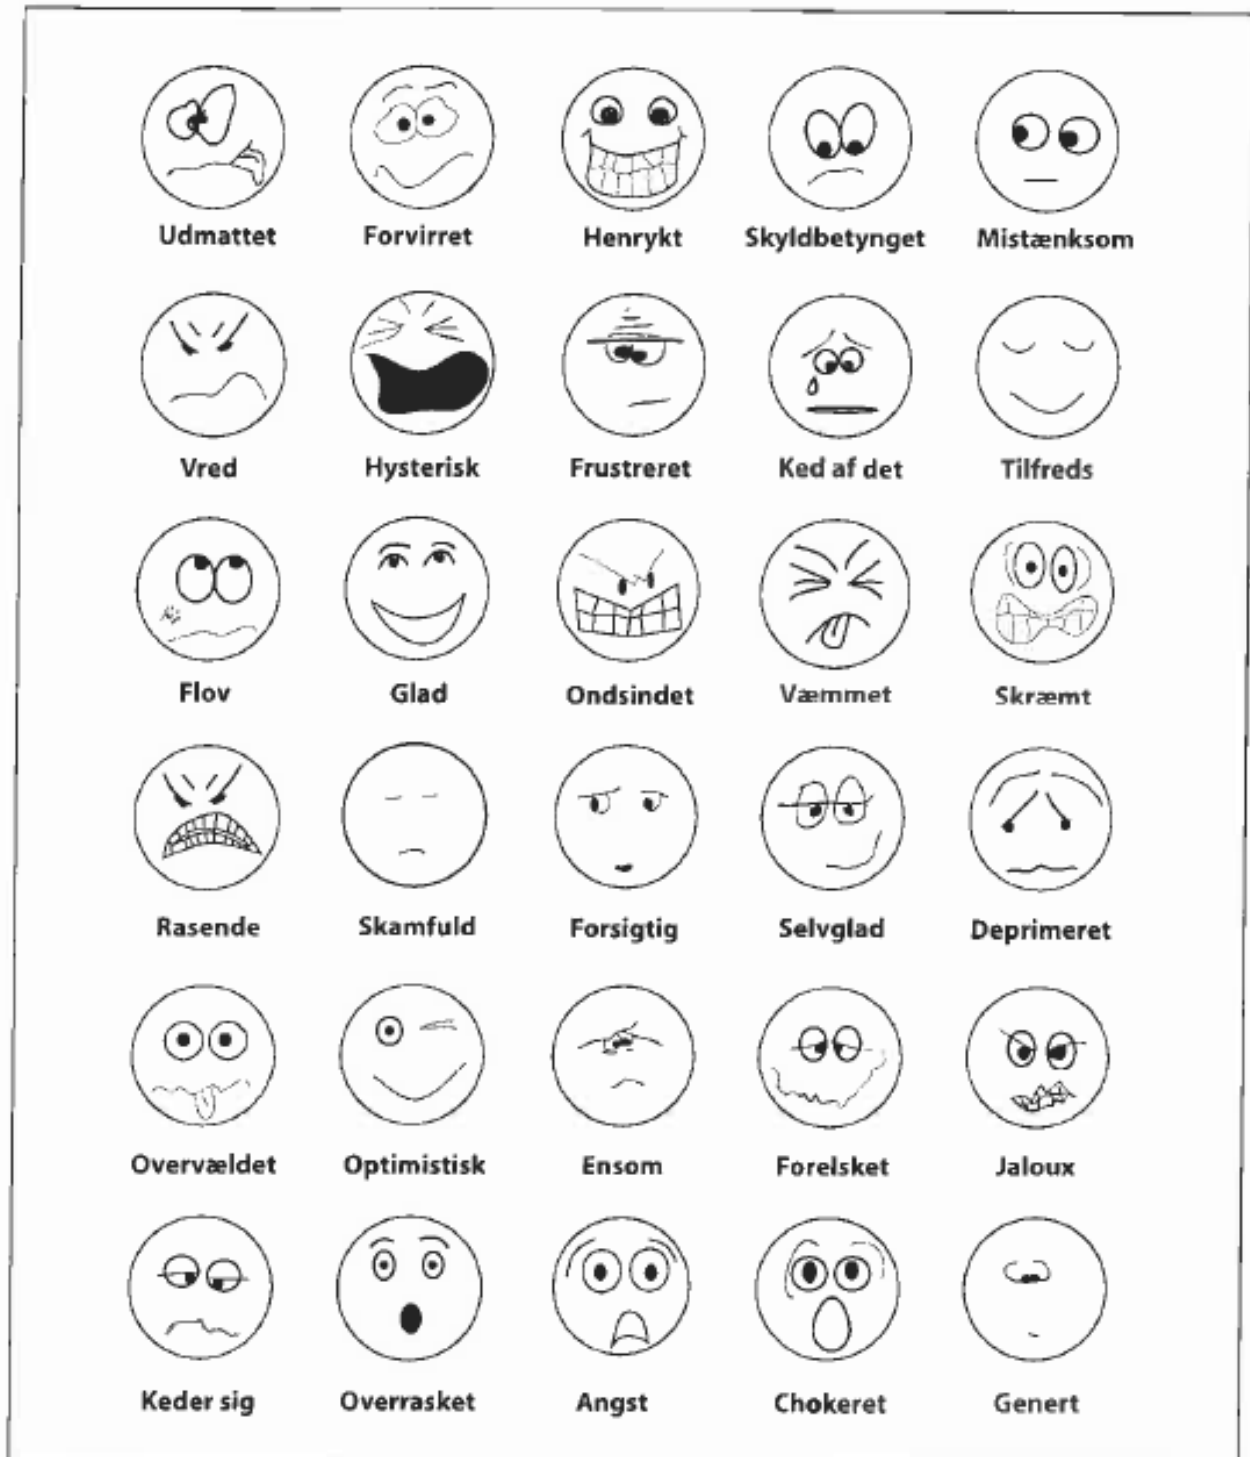 Udmattet Forvirret Henrykt Skyldbetynget Mistænksom
Vred Hysterisk Frustreret Ked af det Tilfreds
Flov Glad Ondsindet Væmmet Skræmt
Rasende Skamfuld Forsigtig Selvglad Deprimeret
Overvældet Optimistisk Ensom Forelsket Jaloux
Keder sig Overrasket Angst Chokeret Genert